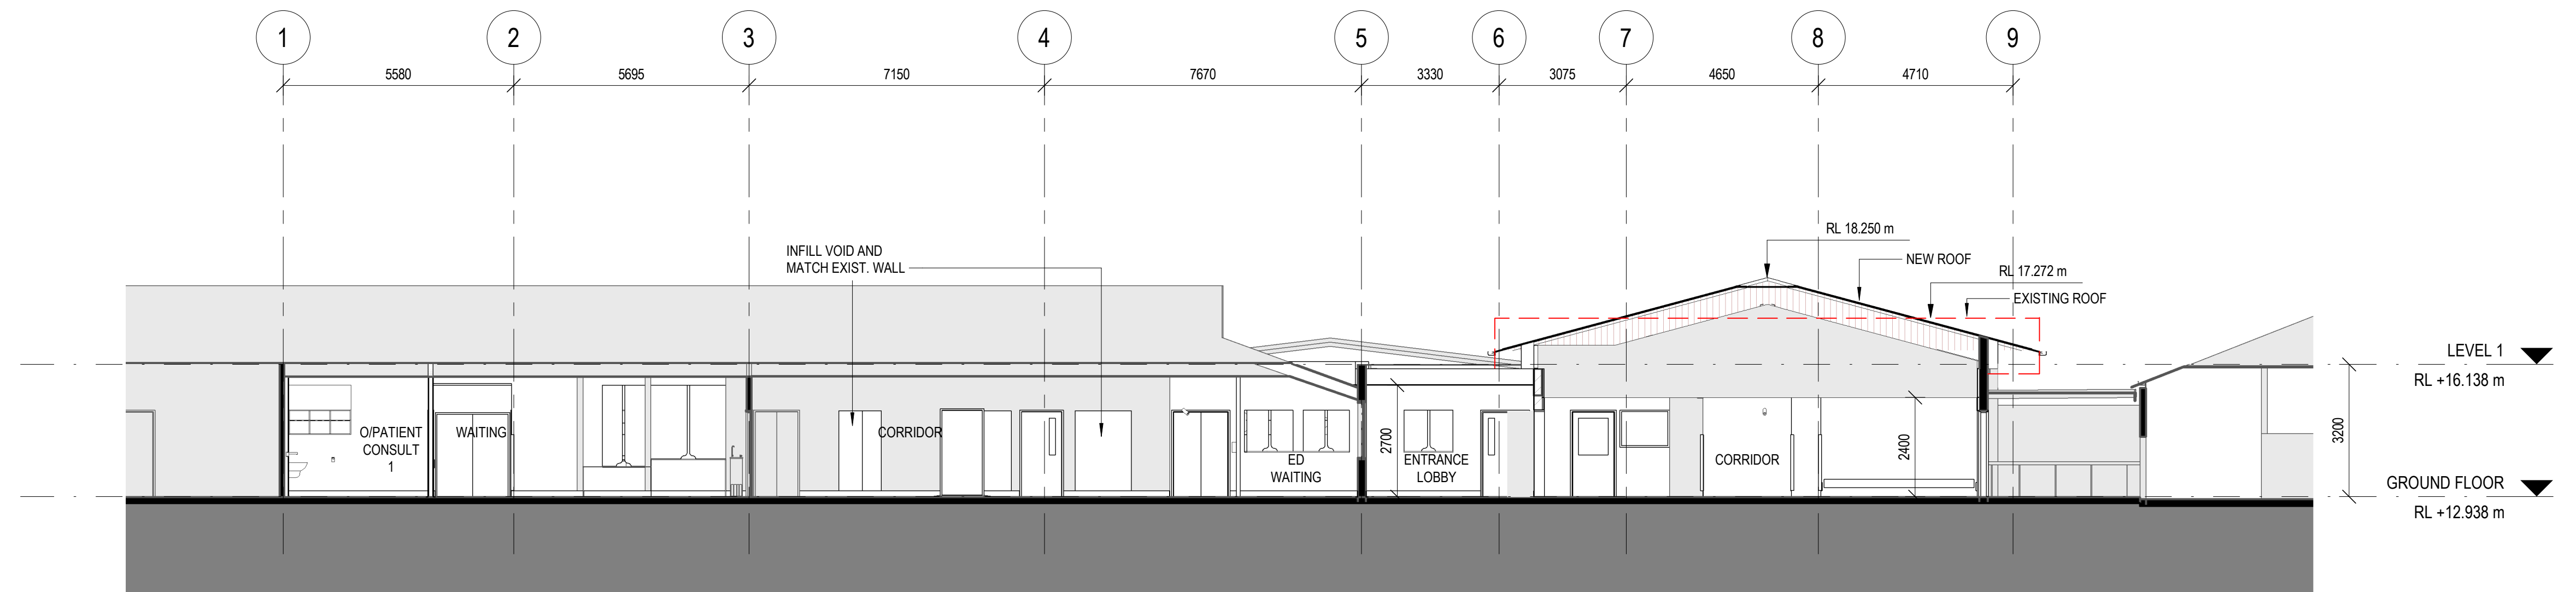 1 2 3 4 5 6 7 8 9
5580 5695 7150 7670 3330 3075 4650 4710
RL 18.250 m
INFILL VOID AND
MATCH EXIST. WALL
NEW ROOF
RL 17.272 m
EXISTING ROOF
LEVEL 1
RL +16.138 m
O/PATIENT
CONSULT
1
WAITING
CORRIDOR
ED
WAITING
2700
ENTRANCE
LOBBY
CORRIDOR
2400
3200
GROUND FLOOR
RL +12.938 m